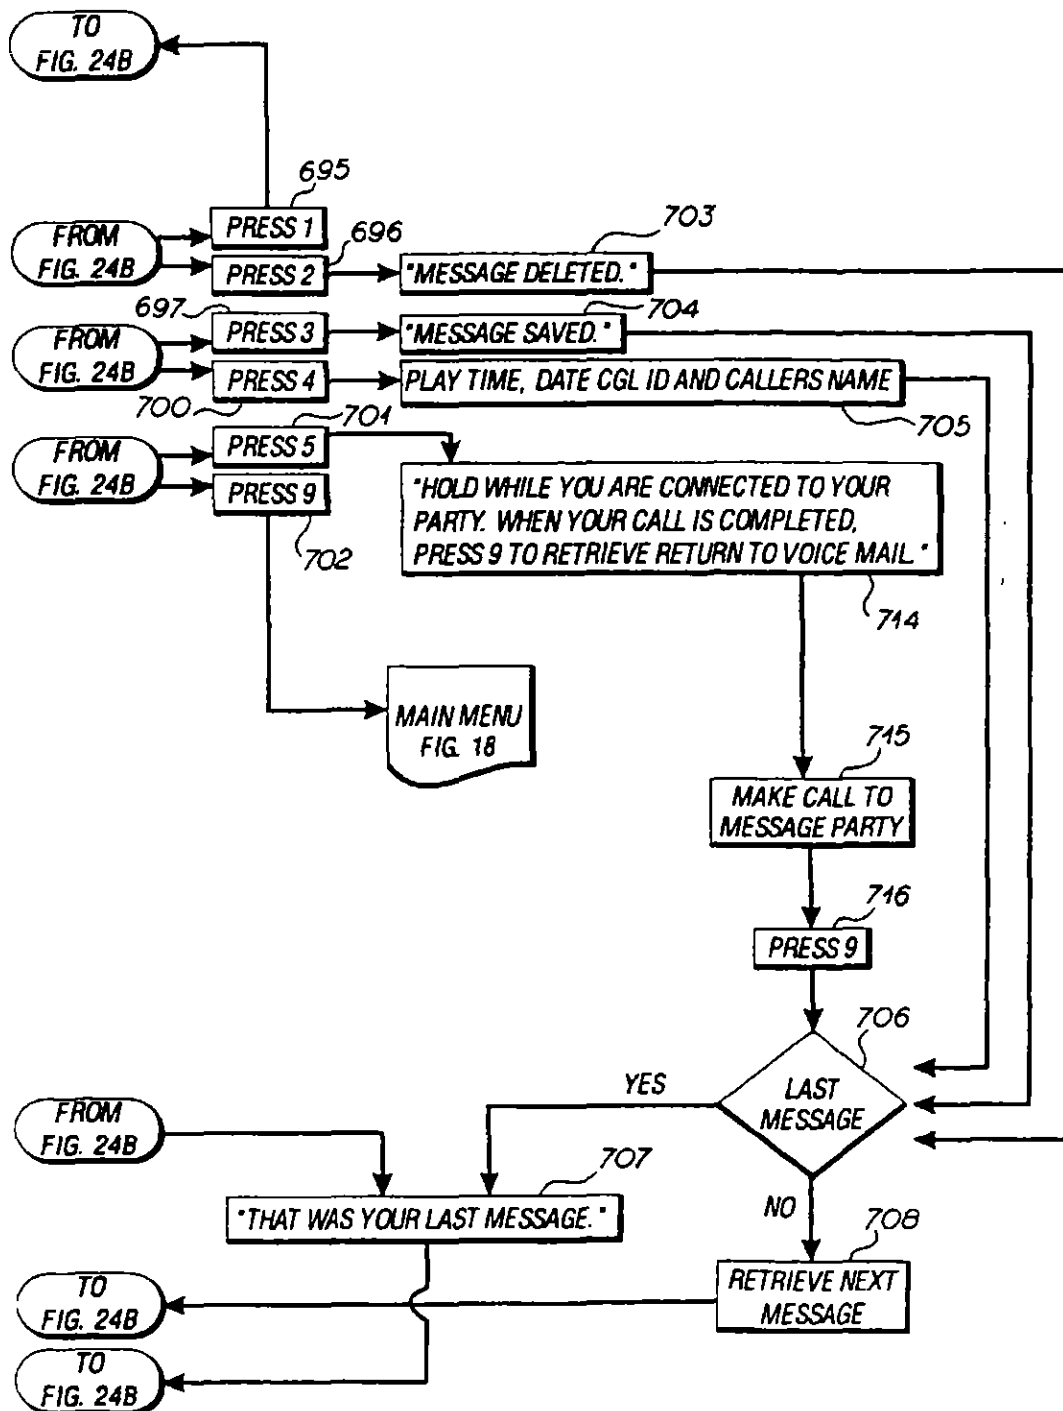 TO
FIG. 24B
695
FROM
FIG. 24B
PRESS 1
696
703
PRESS 2
"MESSAGE DELETED."
697
704
FROM
FIG. 24B
PRESS 3
"MESSAGE SAVED."
PRESS 4
PLAY TIME, DATE CGL ID AND CALLERS NAME
700
701
705
FROM
FIG. 24B
PRESS 5
PRESS 9
702
"HOLD WHILE YOU ARE CONNECTED TO YOUR
PARTY. WHEN YOUR CALL IS COMPLETED,
PRESS 9 TO RETRIEVE RETURN TO VOICE MAIL."
714
MAIN MENU
FIG. 18
715
MAKE CALL TO
MESSAGE PARTY
716
PRESS 9
706
LAST
MESSAGE
YES
FROM
FIG. 24B
707
"THAT WAS YOUR LAST MESSAGE."
NO
708
RETRIEVE NEXT
MESSAGE
TO
FIG. 24B
TO
FIG. 24B